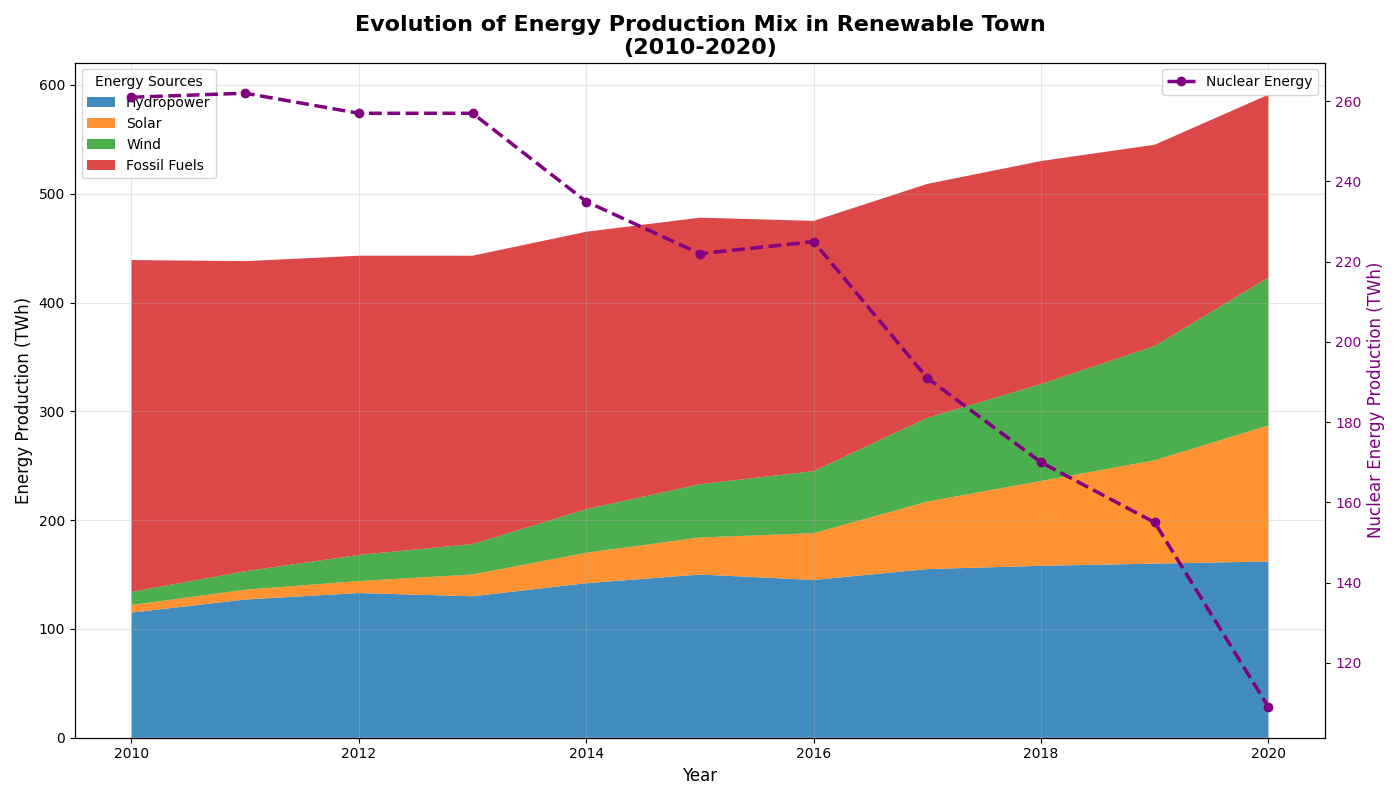 Evolution of Energy Production Mix in Renewable Town
(2010-2020)
Energy Sources
Hydropower
Solar
Wind
Fossil Fuels
Nuclear Energy
Energy Production (TWh)
600
500
400
300
200
100
0
260
240
220
200
180
160
140
120
Nuclear Energy Production (TWh)
2010
2012
2014
2016
2018
2020
Year